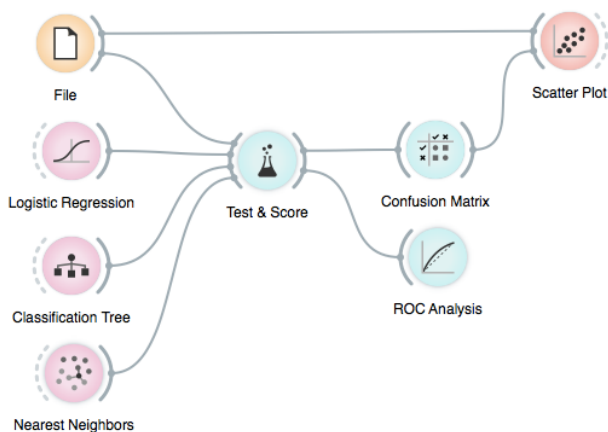 File
Scatter Plot
Logistic Regression
Test & Score
Confusion Matrix
Classification Tree
ROC Analysis
Nearest Neighbors